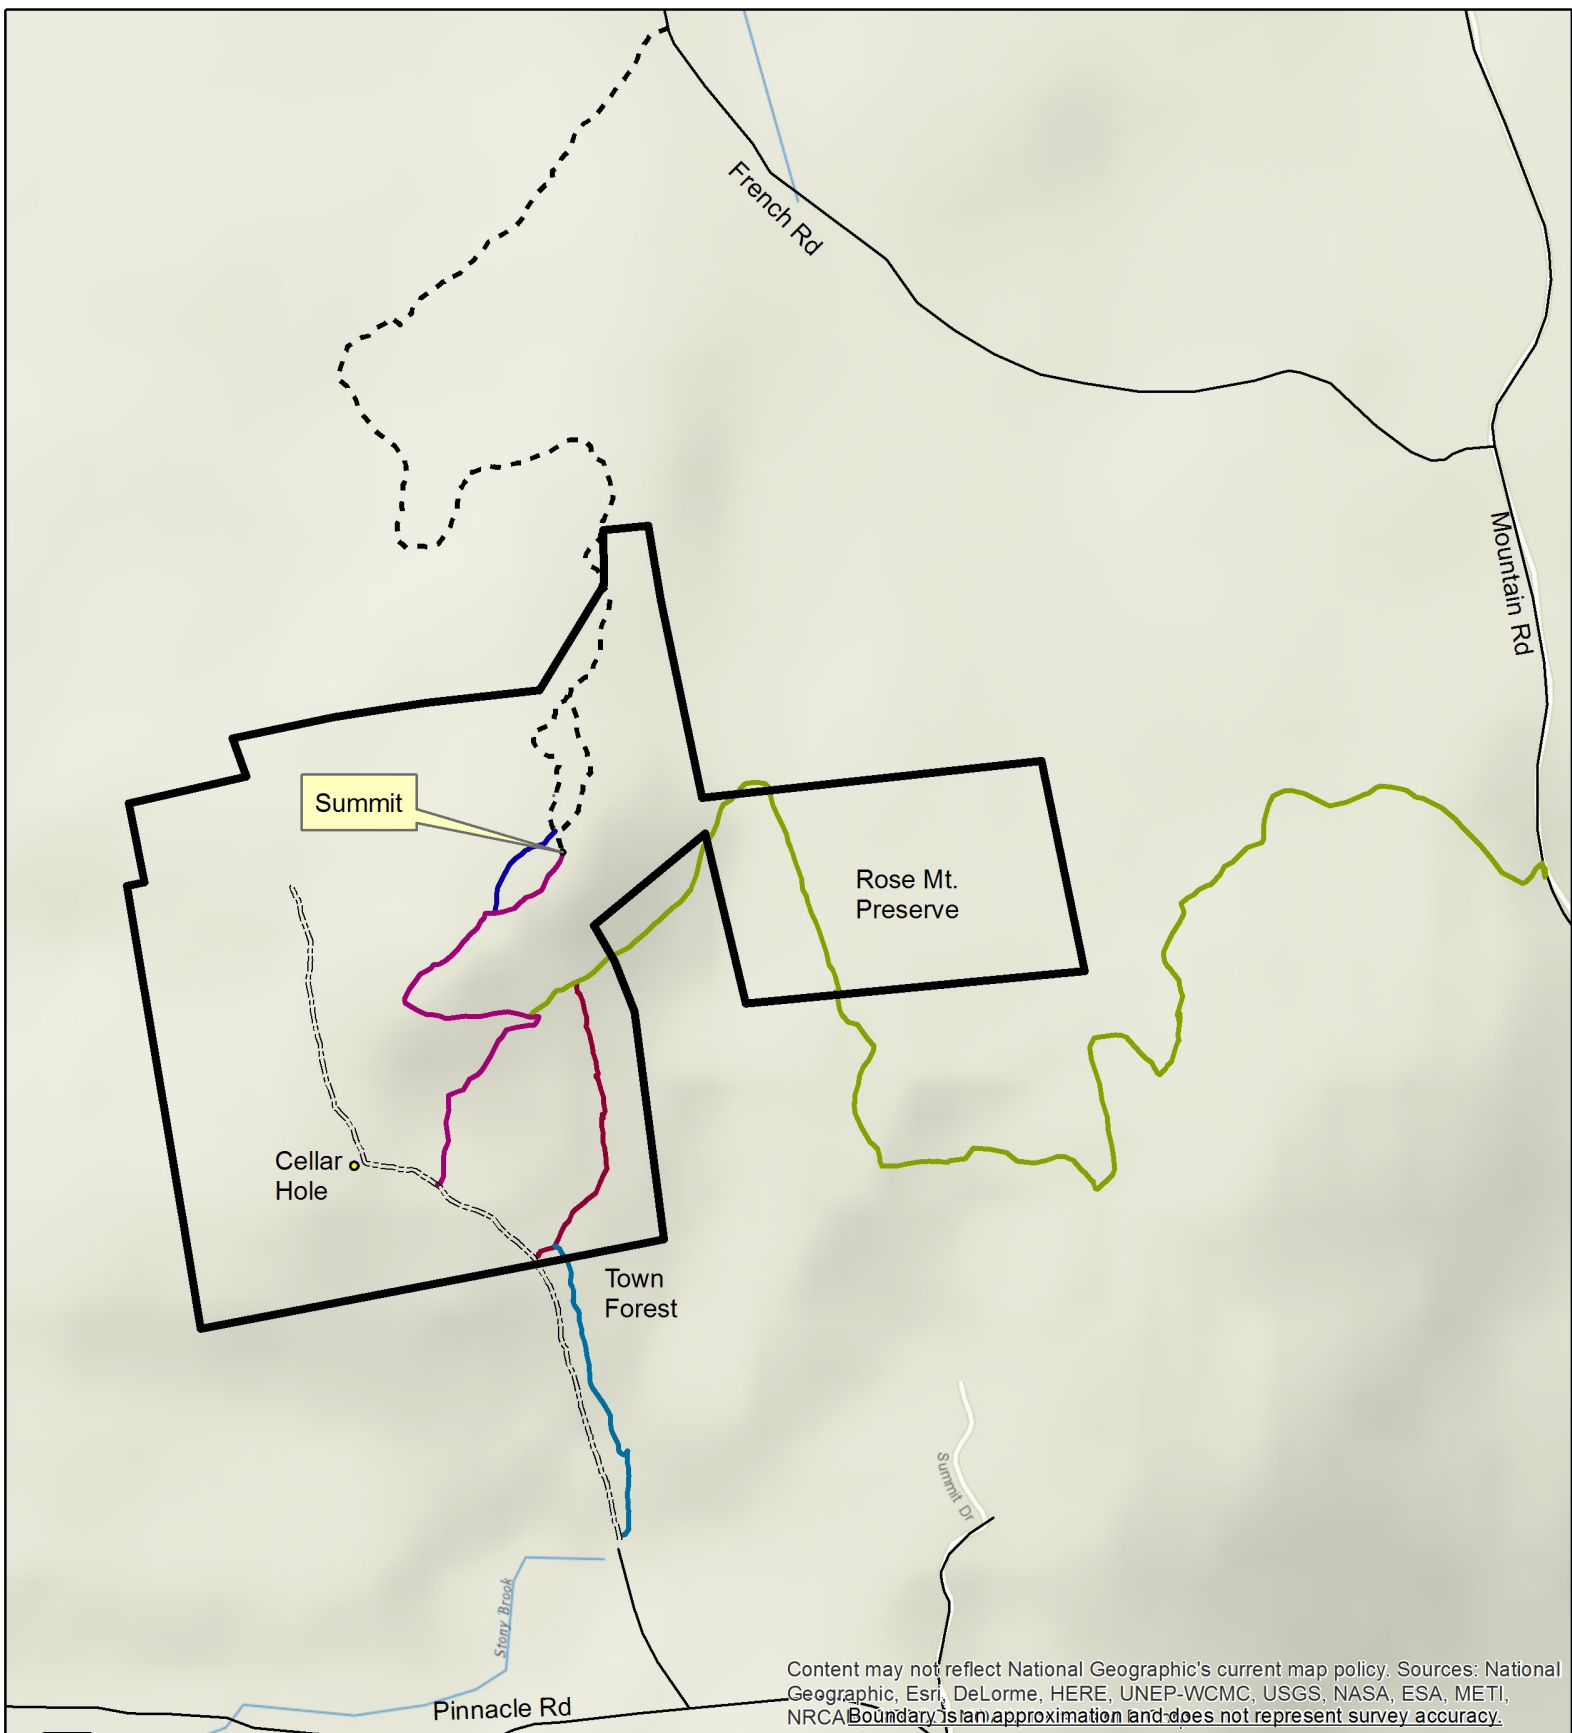 French Rd
Mountain Rd
Summit
Rose Mt.
Preserve
Cellar
Hole
Town
Forest
Summit Dr
Stony Brook
Pinnacle Rd
Content may not reflect National Geographic's current map policy. Sources: National
Geographic, Esri, DeLorme, HERE, UNEP-WCMC, USGS, NASA, ESA, METI,
NRCA
Boundary is an approximation and does not represent survey accuracy.